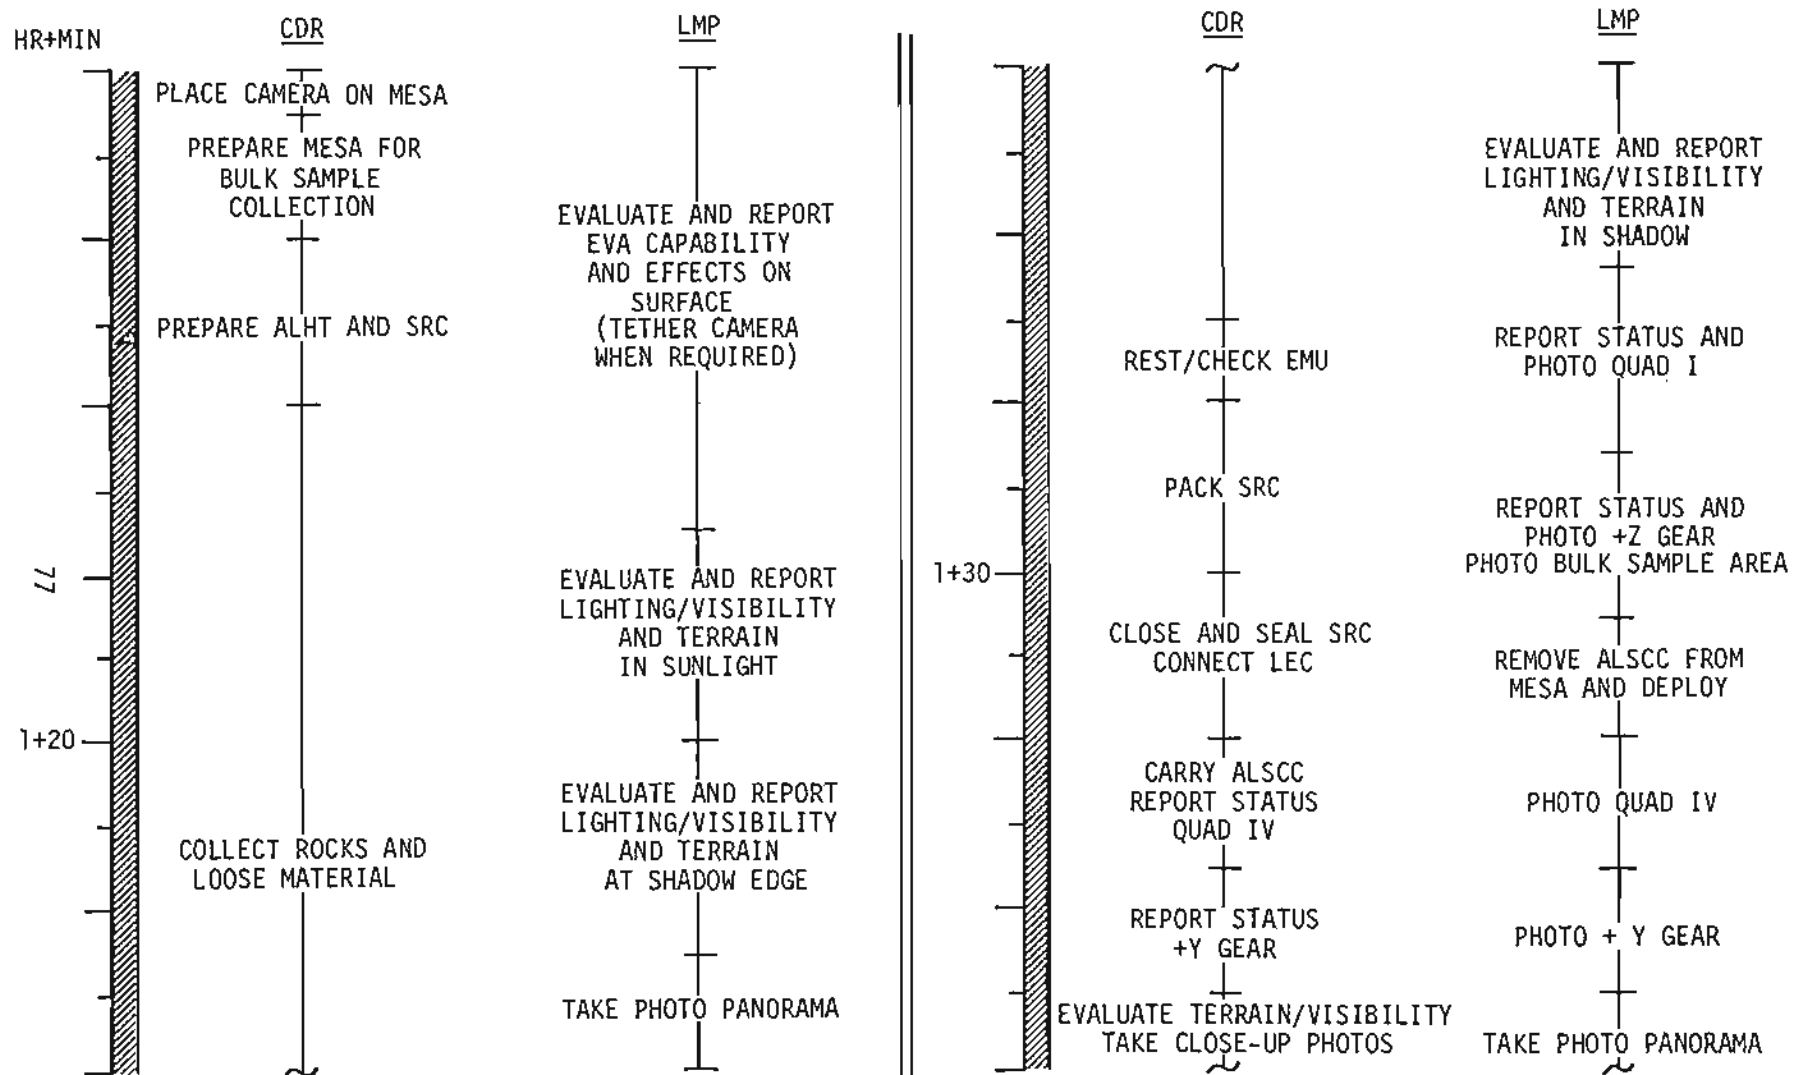 HR+MIN
CDR
LMP
PLACE CAMERA ON MESA
PREPARE MESA FOR
BULK SAMPLE
COLLECTION
PREPARE ALHT AND SRC
COLLECT ROCKS AND
LOOSE MATERIAL
EVALUATE AND REPORT
EVA CAPABILITY
AND EFFECTS ON
SURFACE
(TETHER CAMERA
WHEN REQUIRED)
EVALUATE AND REPORT
LIGHTING/VISIBILITY
AND TERRAIN
IN SUNLIGHT
EVALUATE AND REPORT
LIGHTING/VISIBILITY
AND TERRAIN
AT SHADOW EDGE
TAKE PHOTO PANORAMA
77
1+20
CDR
LMP
1+30
REST/CHECK EMU
PACK SRC
CLOSE AND SEAL SRC
CONNECT LEC
CARRY ALSCC
REPORT STATUS
QUAD IV
REPORT STATUS
+Y GEAR
EVALUATE TERRAIN/VISIBILITY
TAKE CLOSE-UP PHOTOS
EVALUATE AND REPORT
LIGHTING/VISIBILITY
AND TERRAIN
IN SHADOW
REPORT STATUS AND
PHOTO QUAD I
REPORT STATUS AND
PHOTO +Z GEAR
PHOTO BULK SAMPLE AREA
REMOVE ALSCC FROM
MESA AND DEPLOY
PHOTO QUAD IV
PHOTO + Y GEAR
TAKE PHOTO PANORAMA